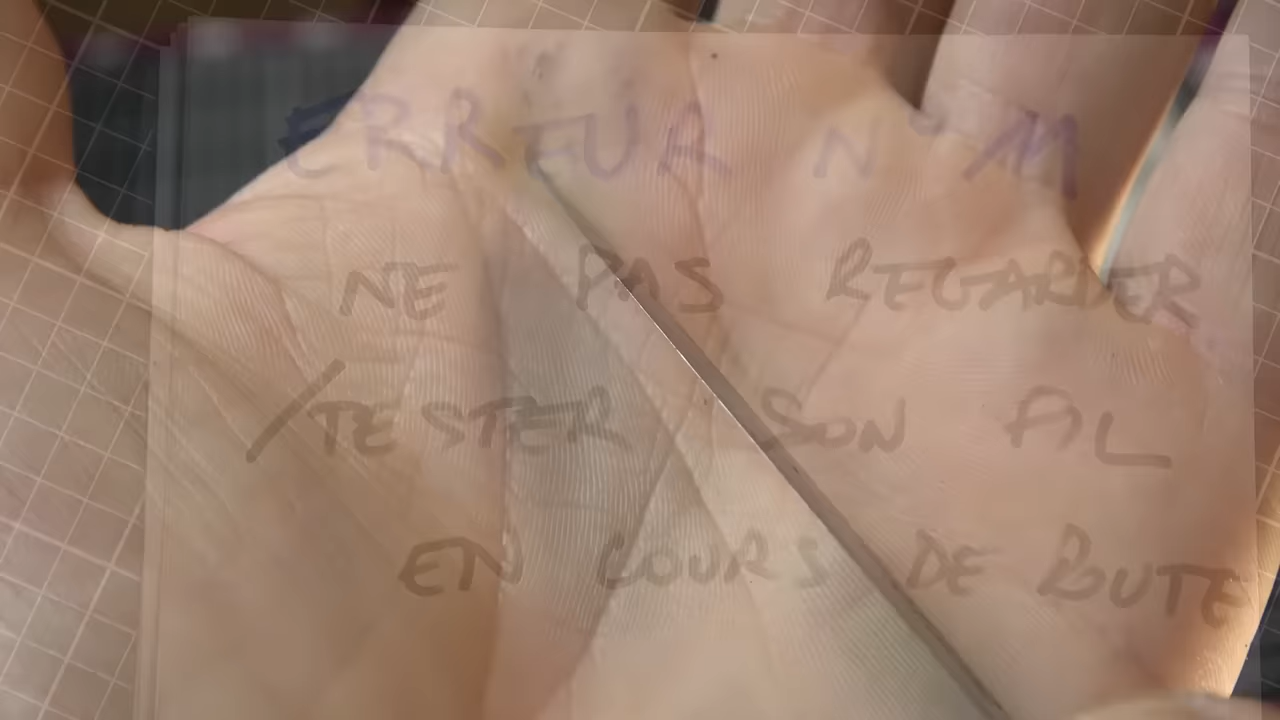 ERREUR N°
NE PAS REGARDER
/TESTER SON FIL
EN COURS DE ROUTE